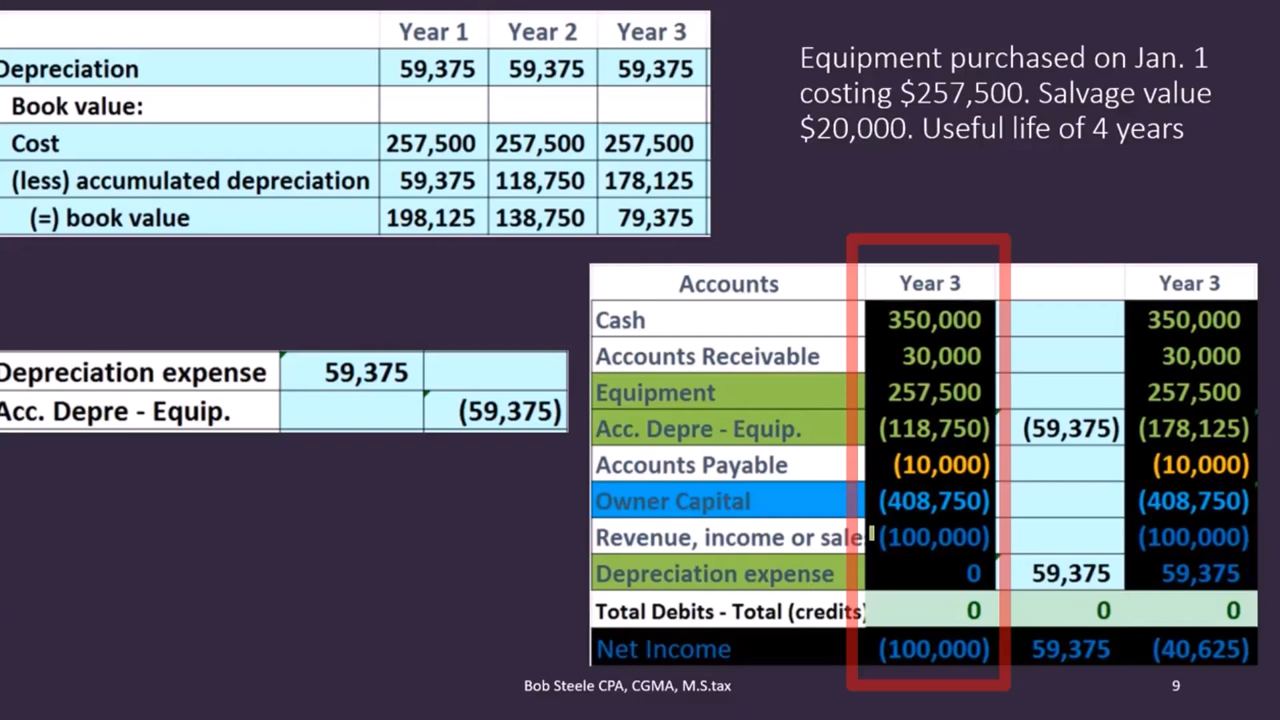 Year 1 Year 2 Year 3
Depreciation 59,375 59,375 59,375
Book value:
Cost 257,500 257,500 257,500
(less) accumulated depreciation 59,375 118,750 178,125
(=) book value 198,125 138,750 79,375
Equipment purchased on Jan. 1
costing $257,500. Salvage value
$20,000. Useful life of 4 years
Depreciation expense 59,375
Acc. Depre - Equip. (59,375)
Accounts Year 3 Year 3
Cash 350,000 350,000
Accounts Receivable 30,000 30,000
Equipment 257,500 257,500
Acc. Depre - Equip. (118,750) (59,375) (178,125)
Accounts Payable (10,000) (10,000)
Owner Capital (408,750) (408,750)
Revenue, income or sale (100,000) (100,000)
Depreciation expense 0 59,375 59,375
Total Debits - Total (credits) 0 0 0
Net Income (100,000) 59,375 (40,625)
Bob Steele CPA, CGMA, M.S.tax 9